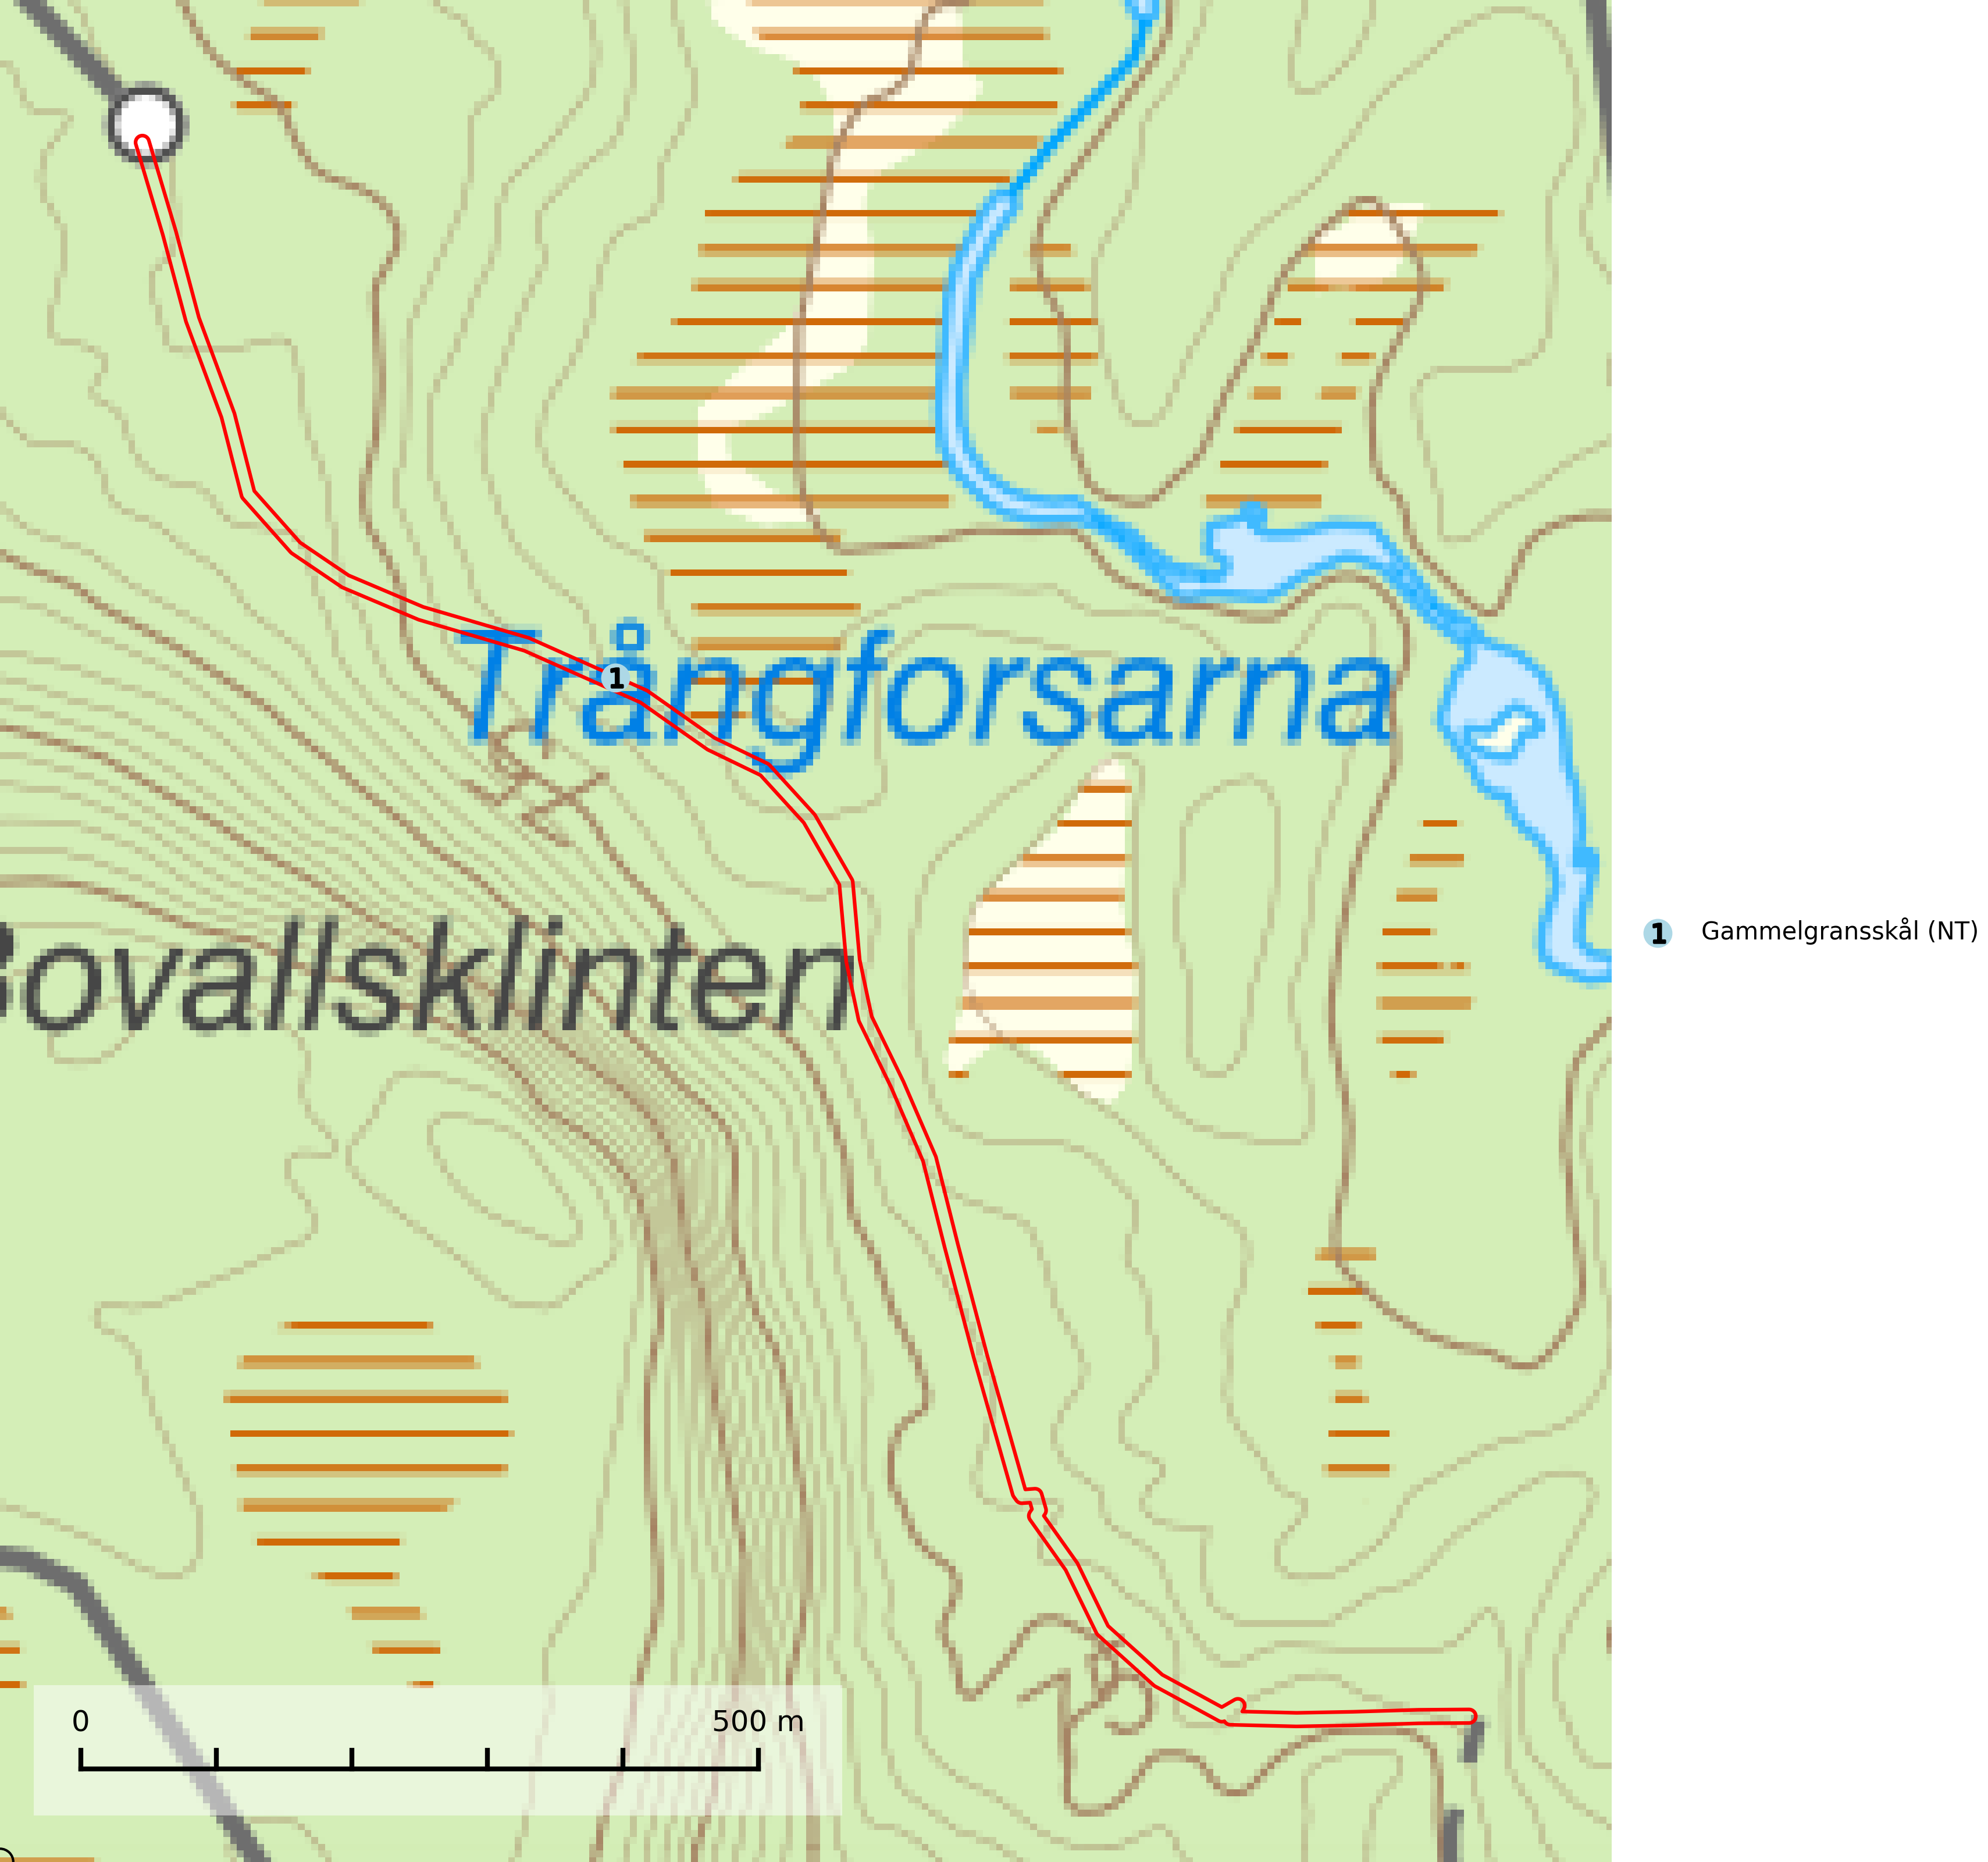 Trångforsarna
1
ovallsklinten
1 Gammelgransskål (NT)
0 500 m